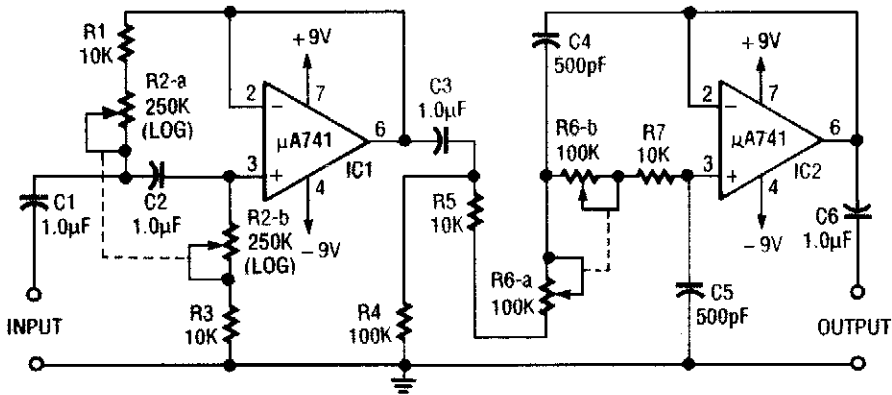 R1
10K
R2-a
250K
(LOG)
C1
1.0µF
C2
1.0µF
R2-b
250K
(LOG)
R3
10K
+9V
2
−
7
µA741
6
3
+
4
IC1
−9V
C3
1.0µF
R4
100K
R5
10K
C4
500pF
R6-b
100K
R7
10K
R6-a
100K
C5
500pF
+9V
2
−
7
µA741
6
3
+
4
IC2
−9V
C6
1.0µF
INPUT
OUTPUT